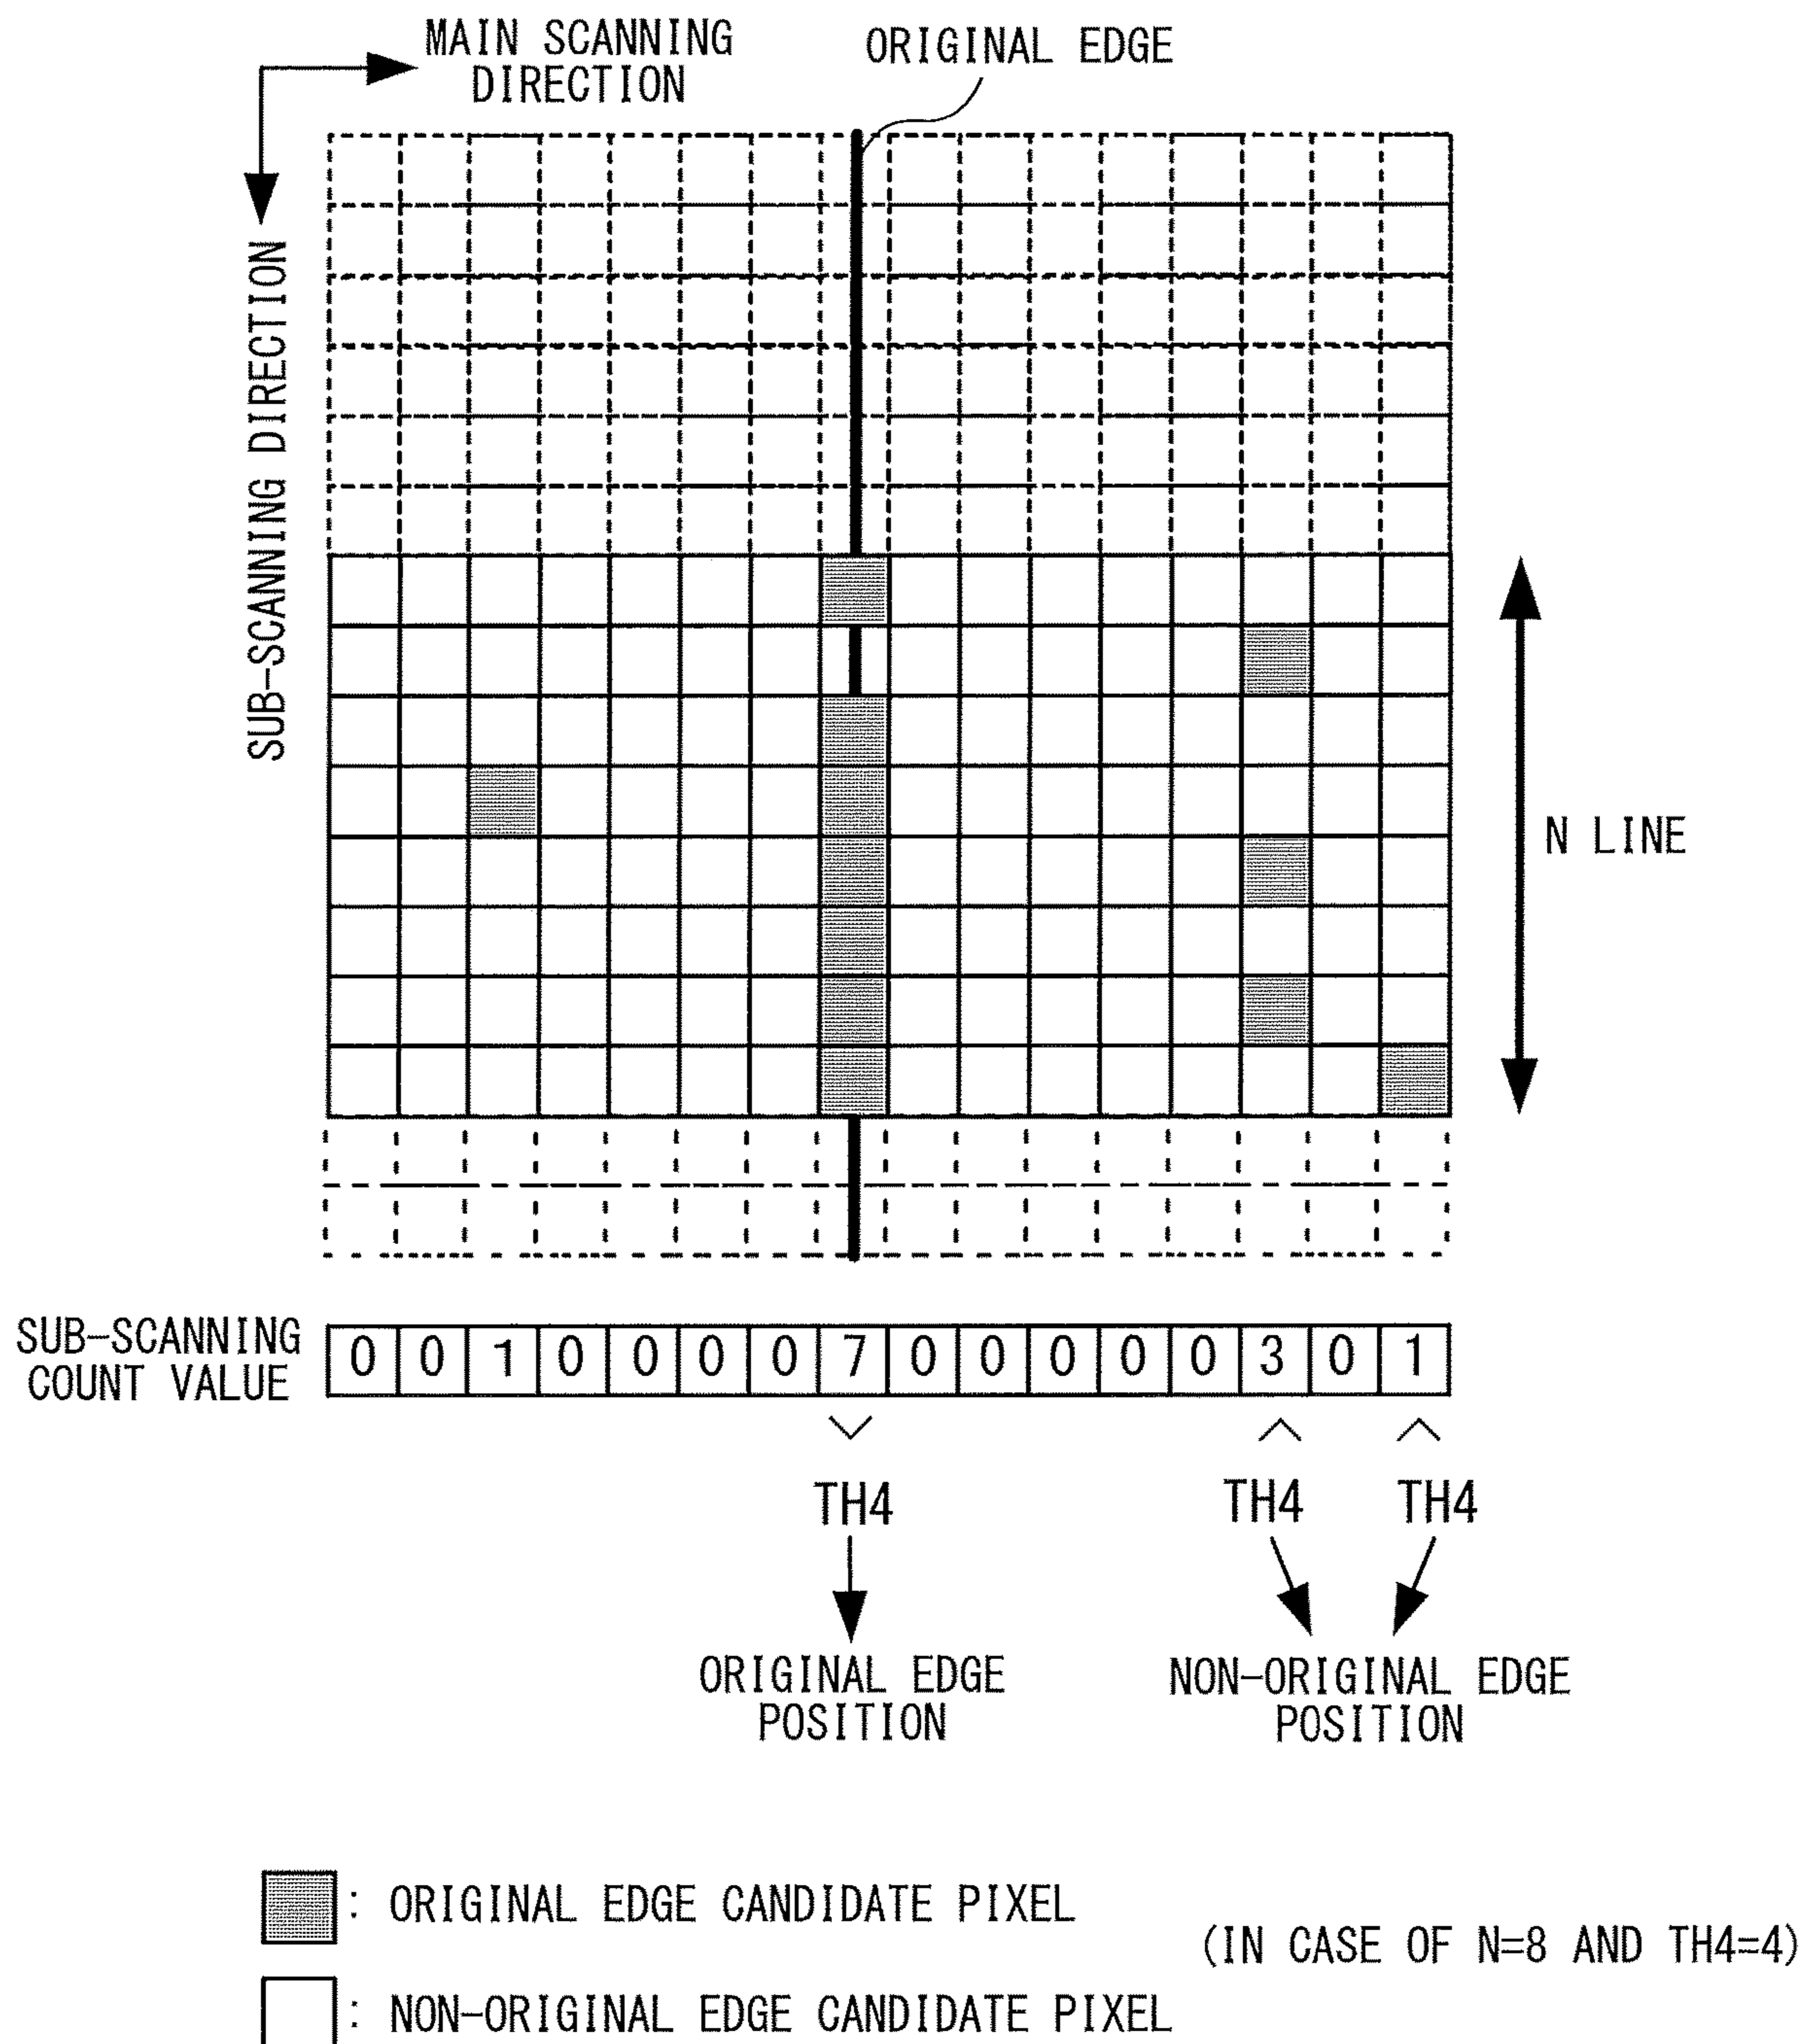 MAIN SCANNING
DIRECTION
ORIGINAL EDGE
SUB-SCANNING DIRECTION
N LINE
SUB-SCANNING
COUNT VALUE
0 0 1 0 0 0 0 7 0 0 0 0 0 3 0 1
TH4
TH4
TH4
ORIGINAL EDGE
POSITION
NON-ORIGINAL EDGE
POSITION
: ORIGINAL EDGE CANDIDATE PIXEL
(IN CASE OF N=8 AND TH4=4)
: NON-ORIGINAL EDGE CANDIDATE PIXEL